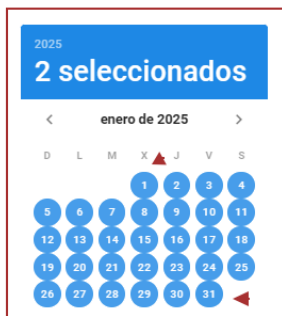 2025
2 seleccionados
enero de 2025
D L M X J V S
1 2 3 4
5 6 7 8 9 10 11
12 13 14 15 16 17 18
19 20 21 22 23 24 25
26 27 28 29 30 31